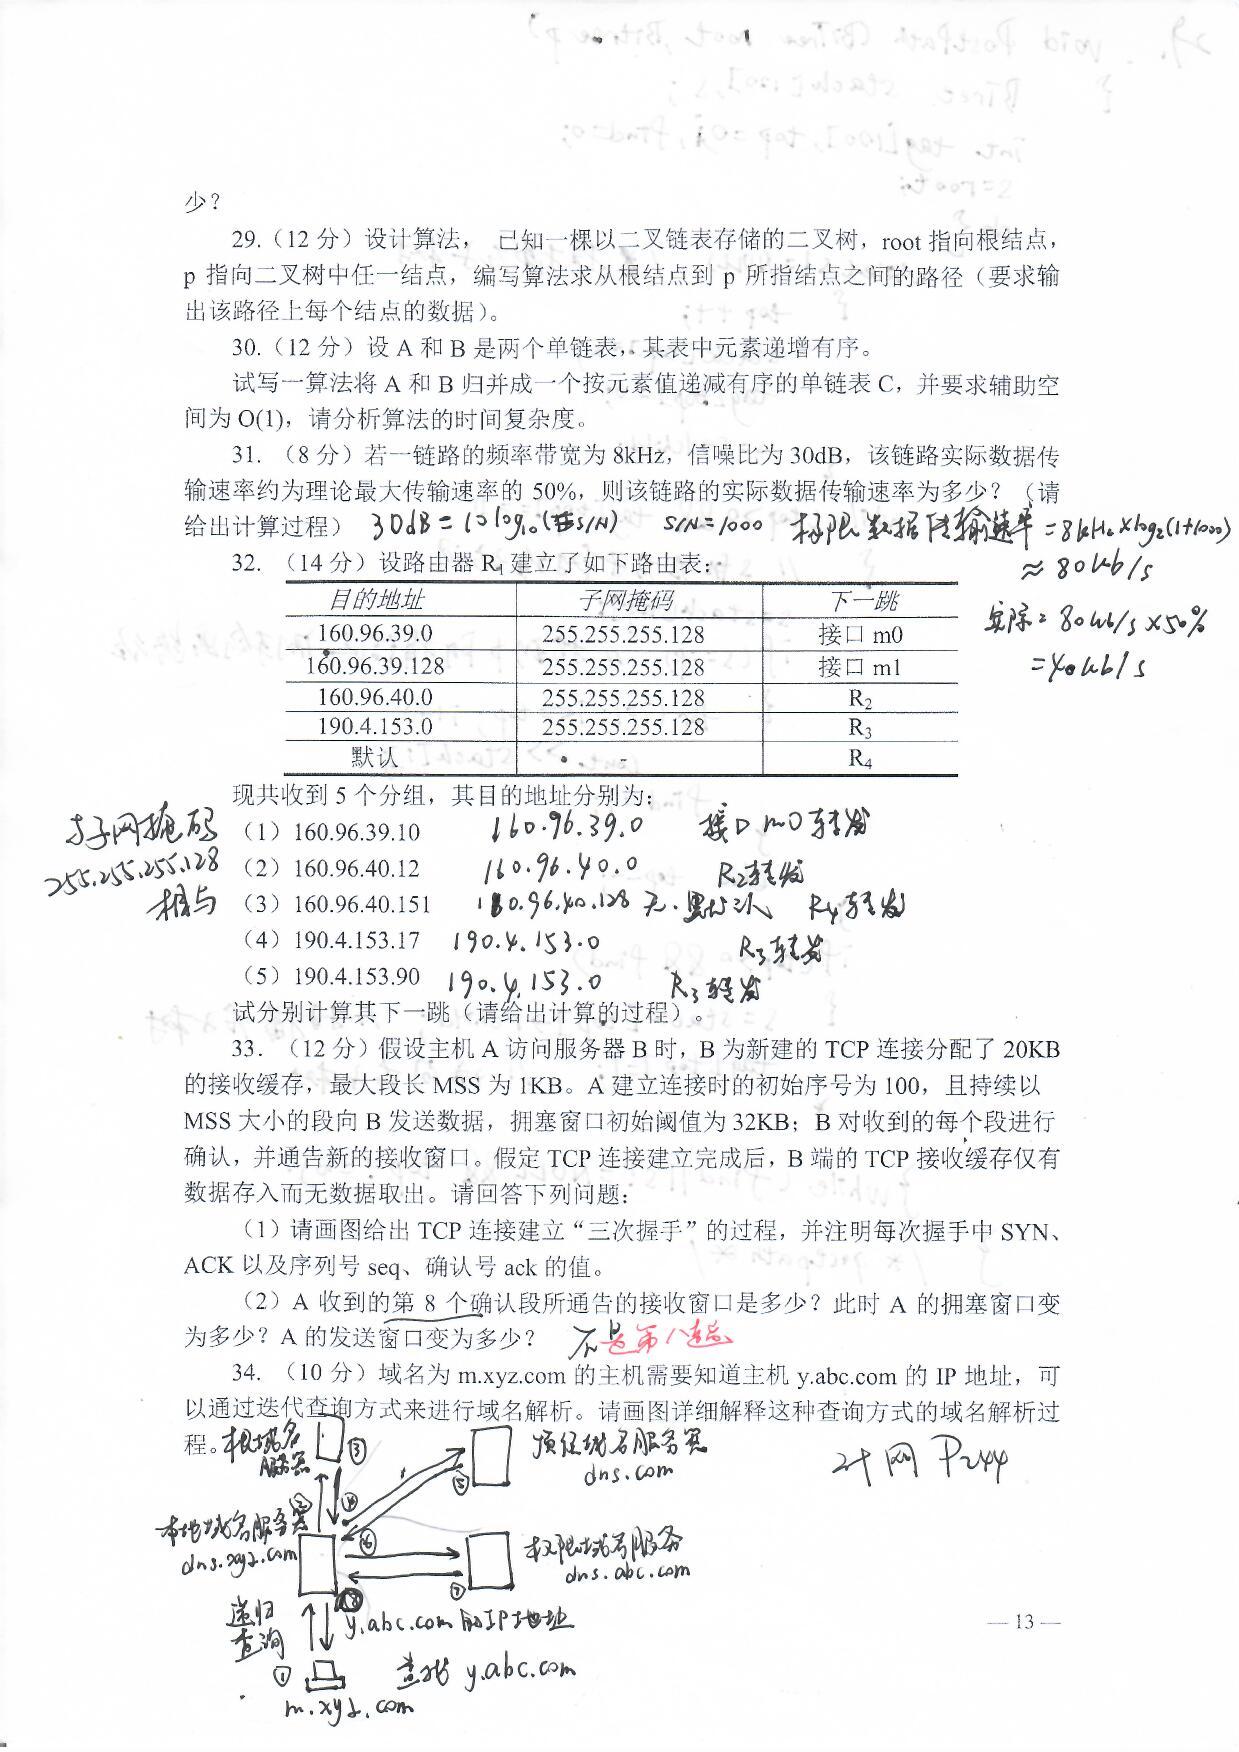 少？
29.（12 分）设计算法， 已知一棵以二叉链表存储的二叉树，root 指向根结点，
p 指向二叉树中任一结点，编写算法求从根结点到 p 所指结点之间的路径（要求输
出该路径上每个结点的数据）。
30.（12 分）设 A 和 B 是两个单链表，其表中元素递增有序。
试写一算法将 A 和 B 归并成一个按元素值递减有序的单链表 C，并要求辅助空
间为 O(1)，请分析算法的时间复杂度。
31. （8 分）若一链路的频率带宽为 8kHz，信噪比为 30dB，该链路实际数据传
输速率约为理论最大传输速率的 50%，则该链路的实际数据传输速率为多少？（请
给出计算过程） 30dB=10log₁₀(S/N) S/N=1000 极限数据传输速率=8kHz×log₂(1+1000)
≈80kb/s
实际=80kb/s×50%
=40kb/s
32. （14 分）设路由器 R₁ 建立了如下路由表：
目的地址 子网掩码 下一跳
160.96.39.0 255.255.255.128 接口 m0
160.96.39.128 255.255.255.128 接口 m1
160.96.40.0 255.255.255.128 R₂
190.4.153.0 255.255.255.128 R₃
默认 - R₄
现共收到 5 个分组，其目的地址分别为：
与子网掩码
255.255.255.128
相与
（1）160.96.39.10 160.96.39.0 接口 m0 转发
（2）160.96.40.12 160.96.40.0 R₂转发
（3）160.96.40.151 160.96.40.128 无.默认 R₄转发
（4）190.4.153.17 190.4.153.0 R₃转发
（5）190.4.153.90 190.4.153.0 R₃转发
试分别计算其下一跳（请给出计算的过程）。
33. （12 分）假设主机 A 访问服务器 B 时，B 为新建的 TCP 连接分配了 20KB
的接收缓存，最大段长 MSS 为 1KB。A 建立连接时的初始序号为 100，且持续以
MSS 大小的段向 B 发送数据，拥塞窗口初始阈值为 32KB；B 对收到的每个段进行
确认，并通告新的接收窗口。假定 TCP 连接建立完成后，B 端的 TCP 接收缓存仅有
数据存入而无数据取出。请回答下列问题：
（1）请画图给出 TCP 连接建立“三次握手”的过程，并注明每次握手中 SYN、
ACK 以及序列号 seq、确认号 ack 的值。
（2）A 收到的第 8 个确认段所通告的接收窗口是多少？此时 A 的拥塞窗口变
为多少？A 的发送窗口变为多少？ 不是第八
34. （10 分）域名为 m.xyz.com 的主机需要知道主机 y.abc.com 的 IP 地址，可
以通过迭代查询方式来进行域名解析。请画图详细解释这种查询方式的域名解析过
程。
计网 P244
根域名
服务器
③
顶级域名服务器
dns.com
②
④
⑤
本地域名服务器
dns.xyz.com
⑥
权限域名服务
dns.abc.com
⑦
⑧
y.abc.com 的IP地址
递归
查询
①
查找 y.abc.com
m.xyz.com
— 13 —